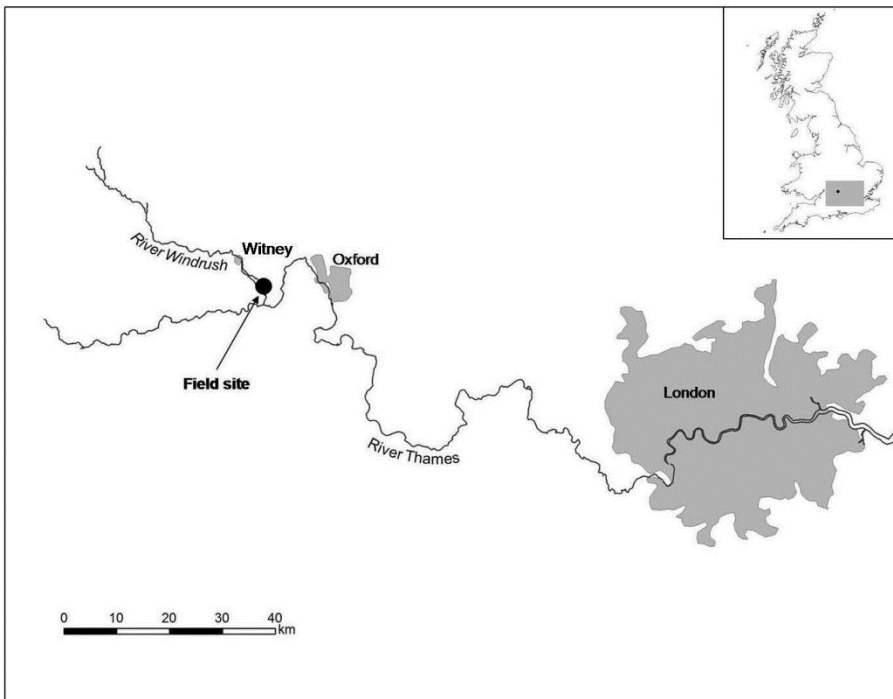 Witney
Oxford
River Windrush
Field site
London
River Thames
0 10 20 30 40
km